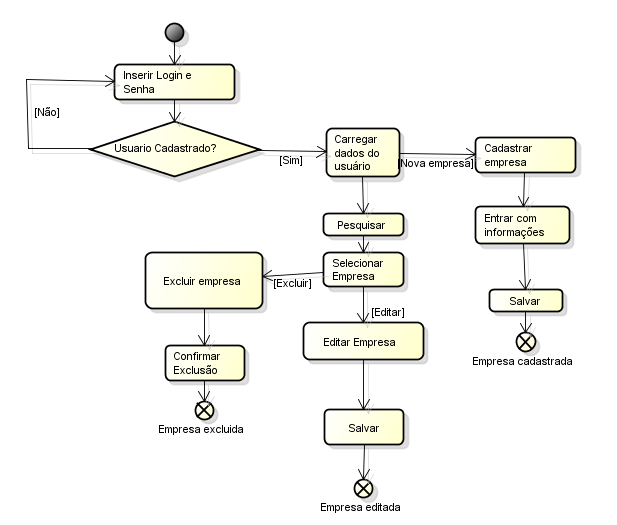 Inserir Login e
Senha
[Não]
Usuario Cadastrado?
[Sim]
Carregar
dados do
usuário
[Nova empresa]
Cadastrar
empresa
Entrar com
informações
Salvar
Empresa cadastrada
Pesquisar
Selecionar
Empresa
[Excluir]
Excluir empresa
Confirmar
Exclusão
Empresa excluida
[Editar]
Editar Empresa
Salvar
Empresa editada